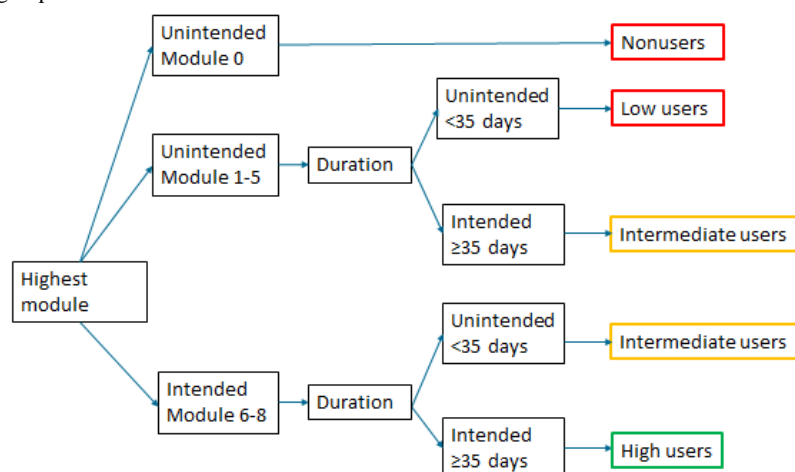 Unintended
Module 0
Nonusers
Unintended
<35 days
Low users
Unintended
Module 1-5
Duration
Intended
≥35 days
Intermediate users
Highest
module
Unintended
<35 days
Intermediate users
Intended
Module 6-8
Duration
Intended
≥35 days
High users